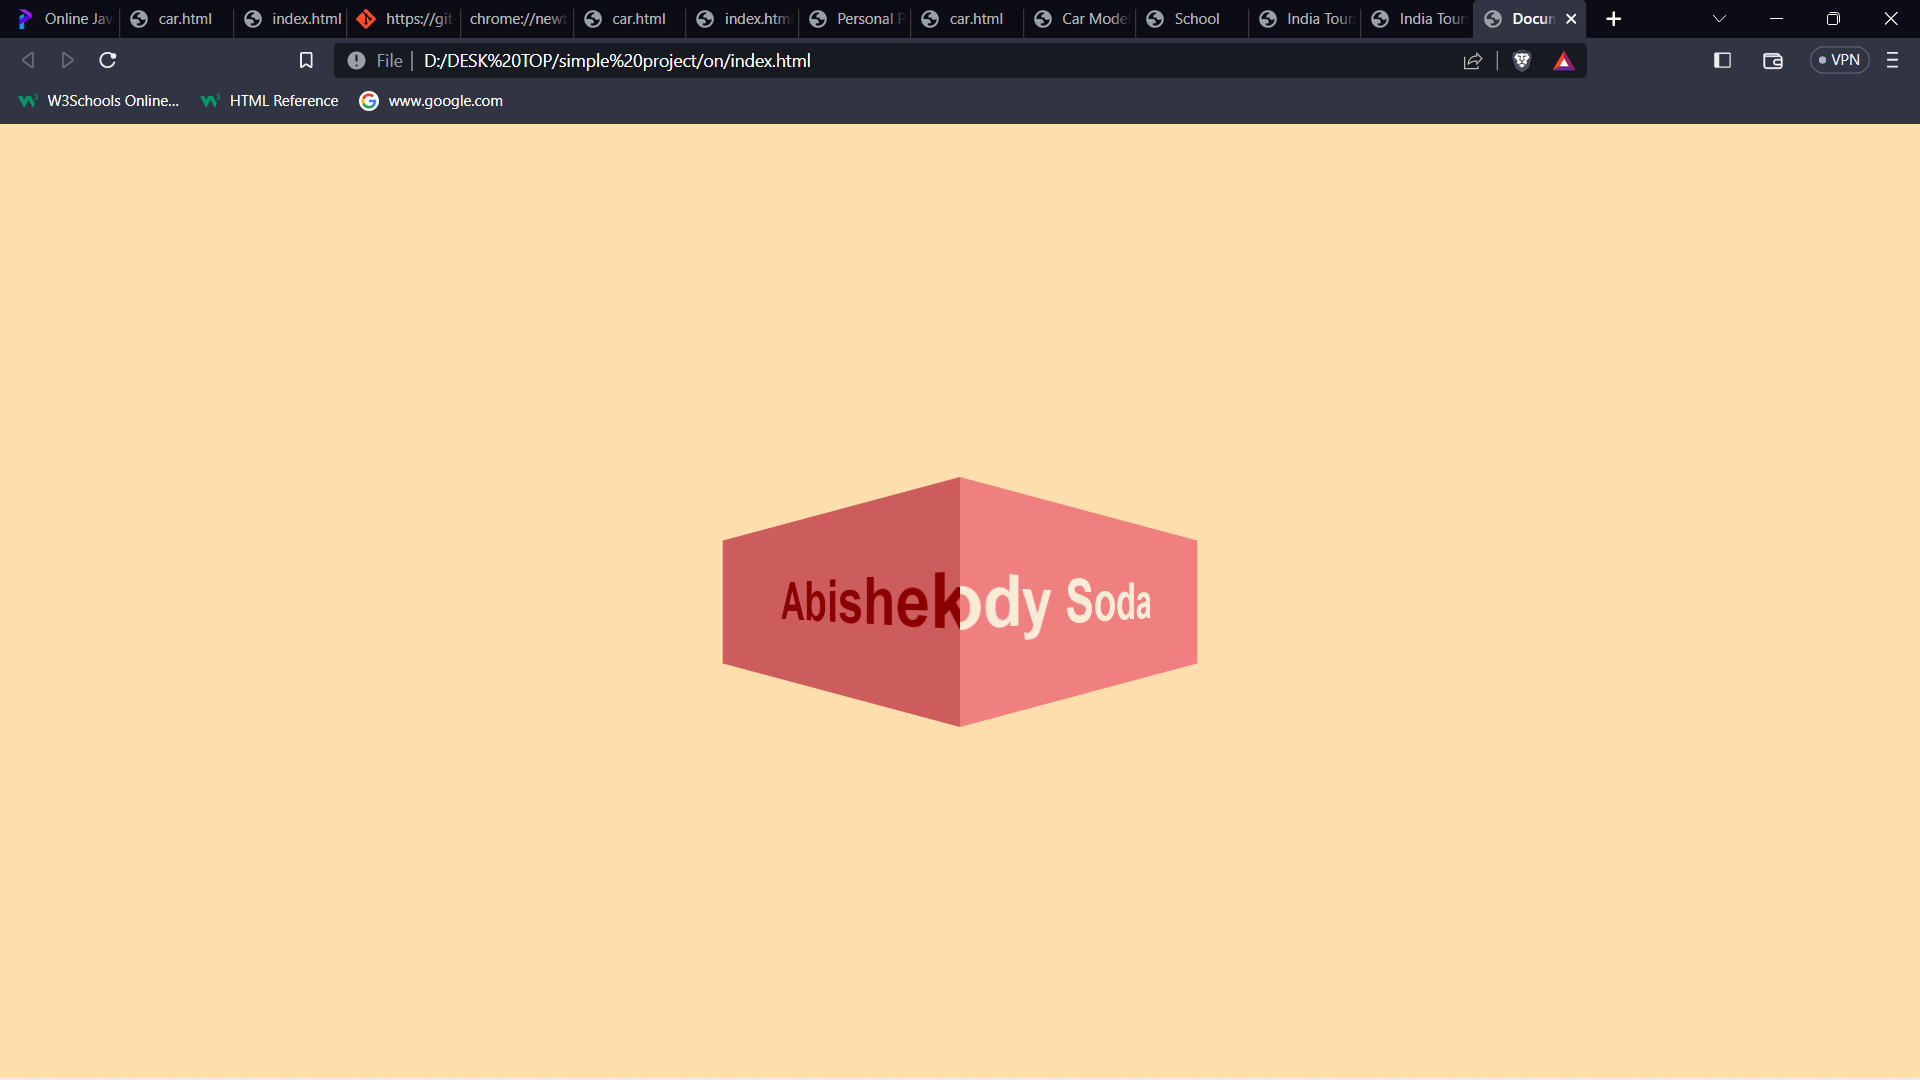 Online Jav car.html index.html https://git chrome://newt car.html index.htm Personal P car.html Car Mode School India Tour India Tour Docun
File D:/DESK%20TOP/simple%20project/on/index.html VPN
W3Schools Online... HTML Reference www.google.com
Abishek ody Soda